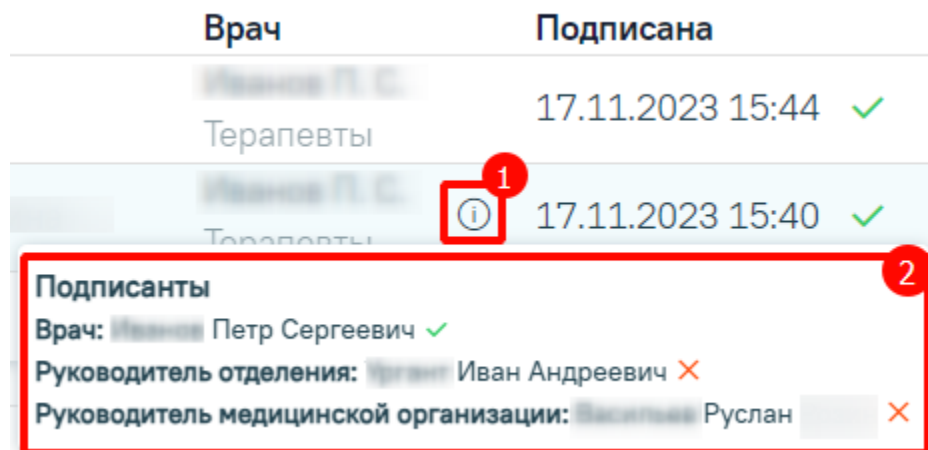 Врач Подписана
17.11.2023 15:44
Терапевты
1
17.11.2023 15:40
Терапевты
2
Подписанты
Врач: Петр Сергеевич
Руководитель отделения: Иван Андреевич
Руководитель медицинской организации: Руслан